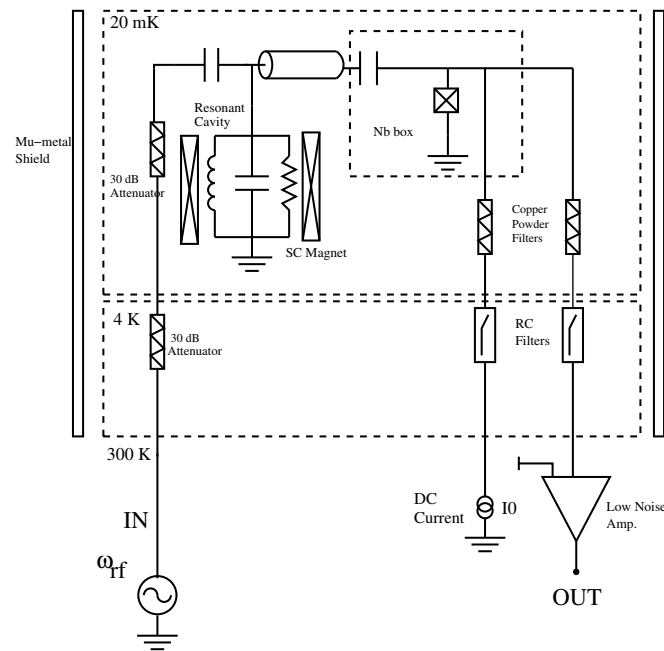 20 mK
Resonant
Cavity
Nb box
Mu−metal
Shield
30 dB
Attenuator
Copper
Powder
Filters
SC Magnet
4 K
30 dB
Attenuator
RC
Filters
300 K
IN
DC
Current
I0
Low Noise
Amp.
ωrf
OUT